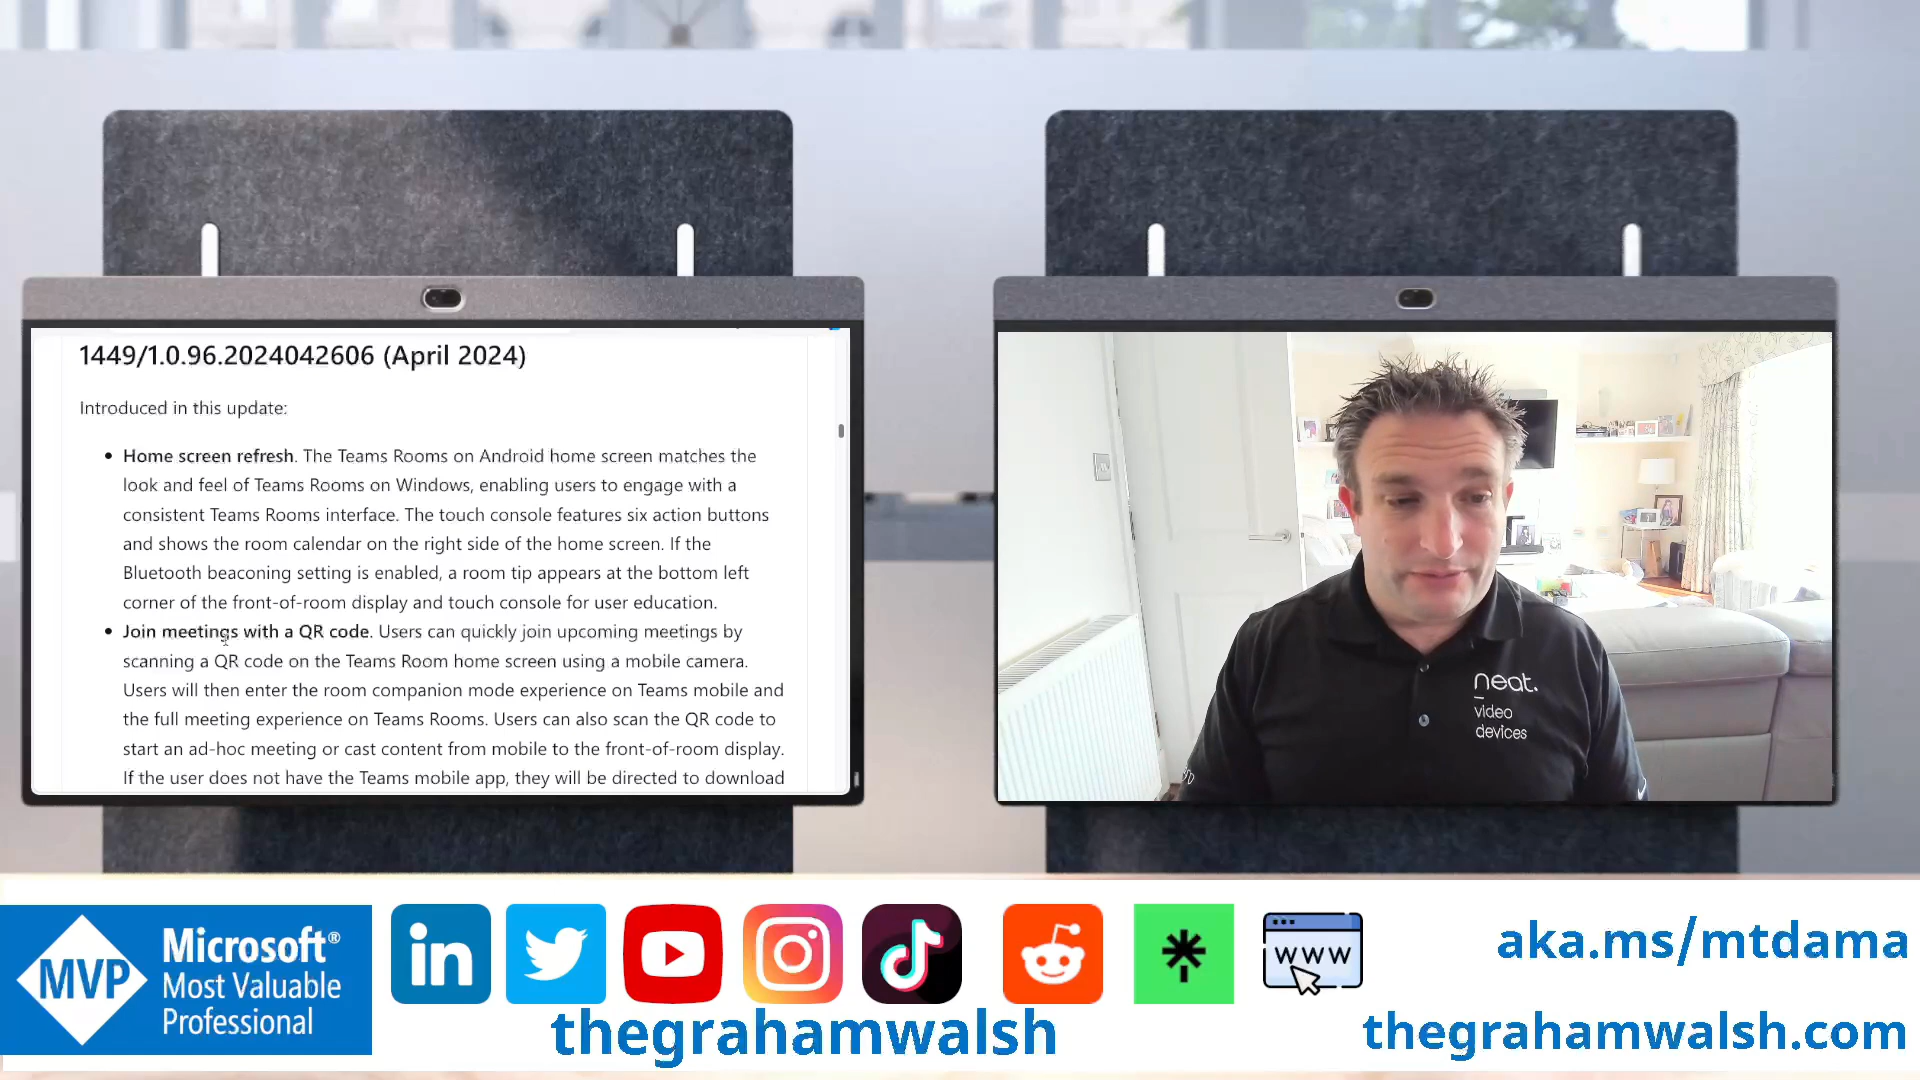 1449/1.0.96.2024042606 (April 2024)
Introduced in this update:
• Home screen refresh. The Teams Rooms on Android home screen matches the
look and feel of Teams Rooms on Windows, enabling users to engage with a
consistent Teams Rooms interface. The touch console features six action buttons
and shows the room calendar on the right side of the home screen. If the
Bluetooth beaconing setting is enabled, a room tip appears at the bottom left
corner of the front-of-room display and touch console for user education.
• Join meetings with a QR code. Users can quickly join upcoming meetings by
scanning a QR code on the Teams Room home screen using a mobile camera.
Users will then enter the room companion mode experience on Teams mobile and
the full meeting experience on Teams Rooms. Users can also scan the QR code to
start an ad-hoc meeting or cast content from mobile to the front-of-room display.
If the user does not have the Teams mobile app, they will be directed to download
neat.
video
devices
MVP
Microsoft®
Most Valuable
Professional
in
WWW
thegrahamwalsh
aka.ms/mtdama
thegrahamwalsh.com